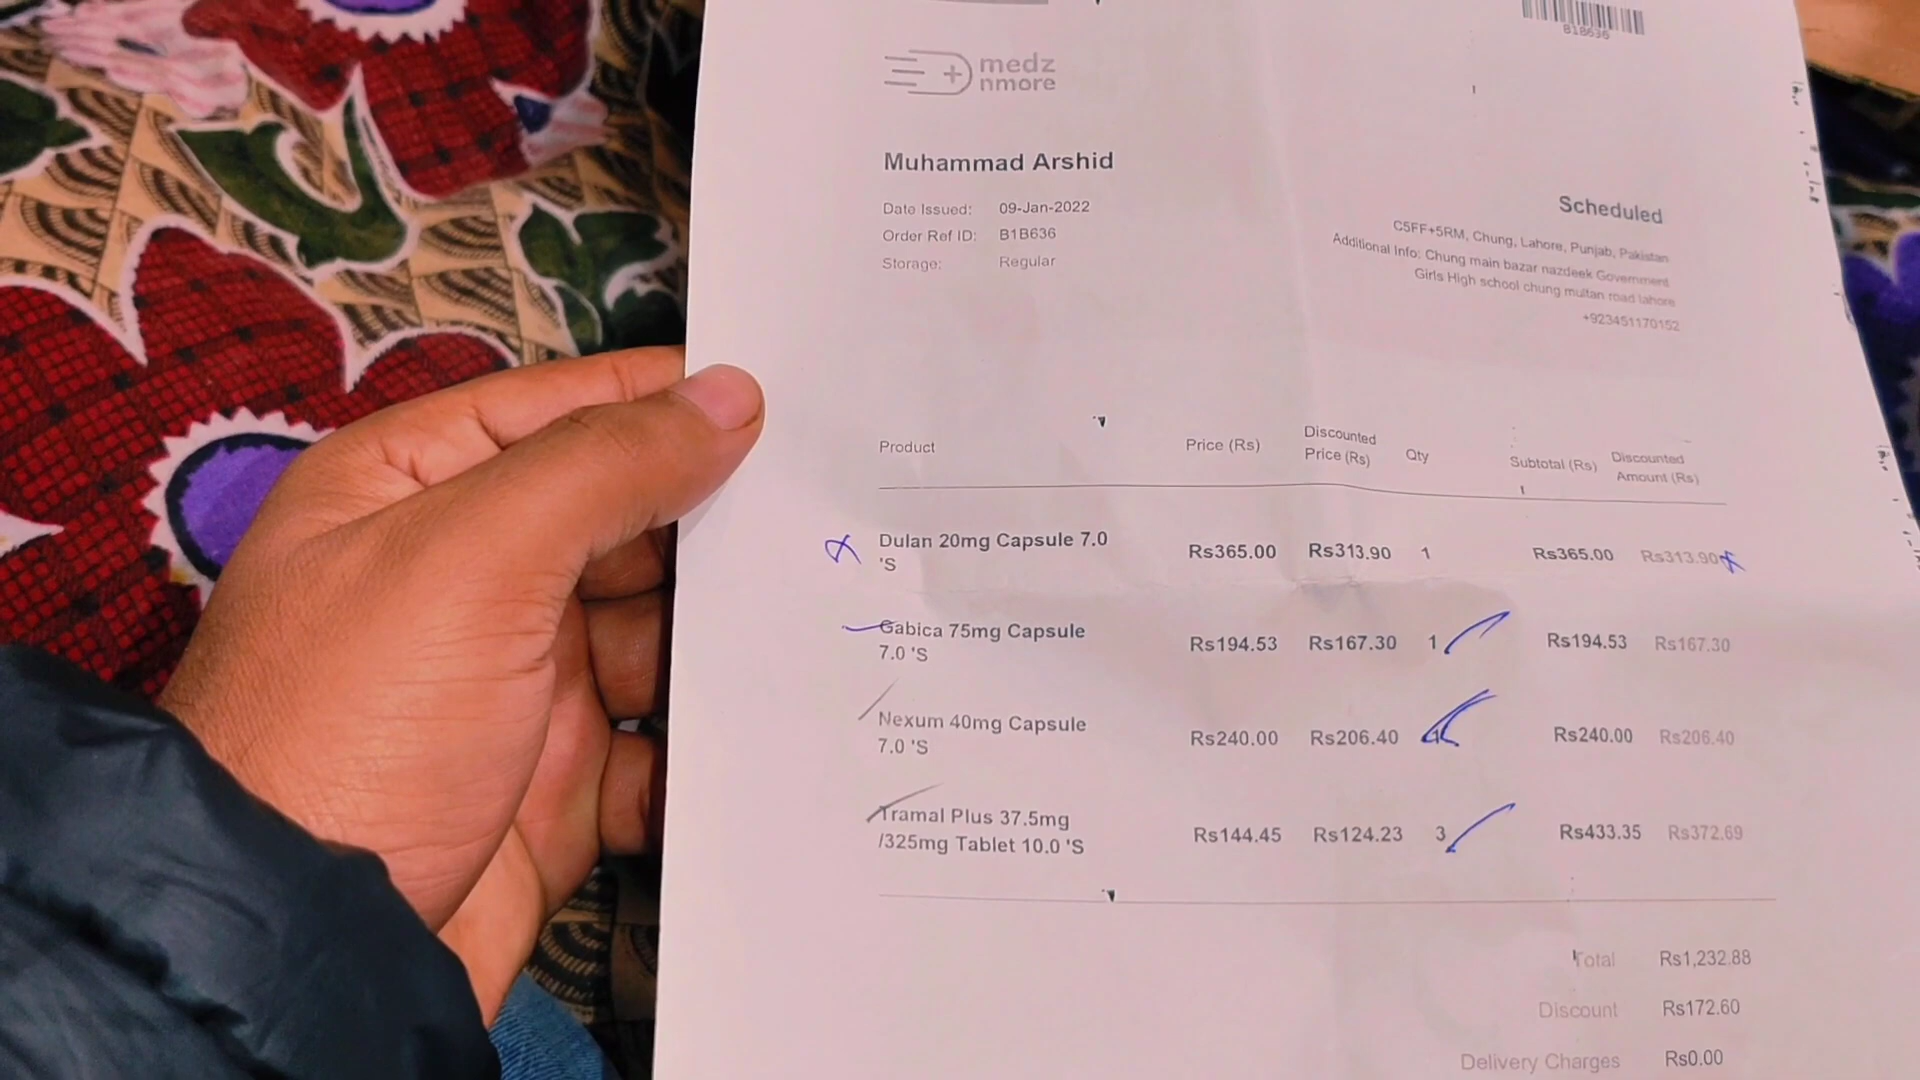 B1B636
medz
nmore
Muhammad Arshid
Date Issued: 09-Jan-2022
Order Ref ID: B1B636
Storage: Regular
Scheduled
C5FF+5RM, Chung, Lahore, Punjab, Pakistan
Additional Info: Chung main bazar nazdeek Government
Girls High school chung multan road lahore
+923451170152
Product Price (Rs) Discounted Price (Rs) Qty Subtotal (Rs) Discounted Amount (Rs)
Dulan 20mg Capsule 7.0 Rs365.00 Rs313.90 1 Rs365.00 Rs313.90
'S
Gabica 75mg Capsule Rs194.53 Rs167.30 1 Rs194.53 Rs167.30
7.0 'S
Nexum 40mg Capsule Rs240.00 Rs206.40 Rs240.00 Rs206.40
7.0 'S
Tramal Plus 37.5mg Rs144.45 Rs124.23 3 Rs433.35 Rs372.69
/325mg Tablet 10.0 'S
Total Rs1,232.88
Discount Rs172.60
Delivery Charges Rs0.00